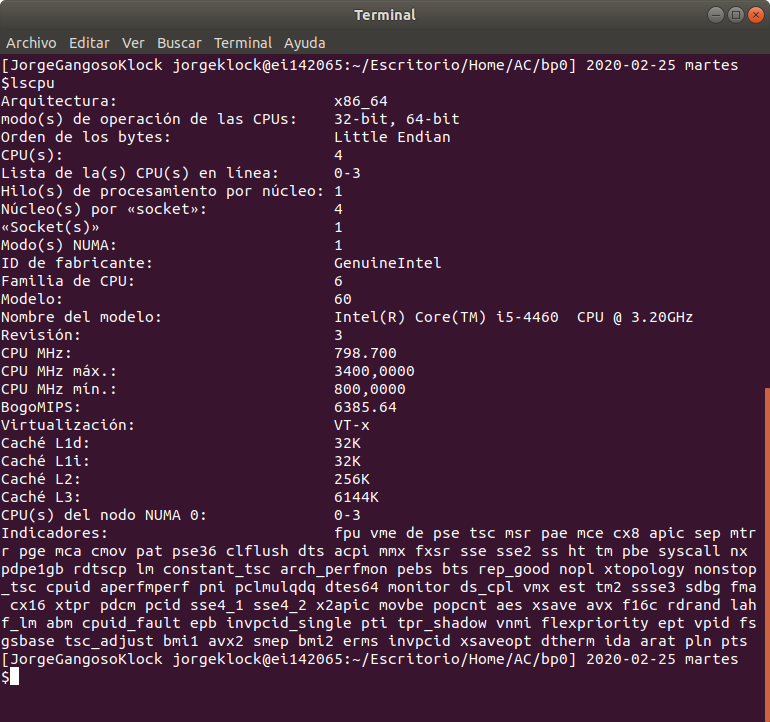 Terminal
Archivo Editar Ver Buscar Terminal Ayuda
[JorgeGangosoKlock jorgeklock@ei142065:~/Escritorio/Home/AC/bp0] 2020-02-25 martes
$lscpu
Arquitectura: x86_64
modo(s) de operación de las CPUs: 32-bit, 64-bit
Orden de los bytes: Little Endian
CPU(s): 4
Lista de la(s) CPU(s) en línea: 0-3
Hilo(s) de procesamiento por núcleo: 1
Núcleo(s) por «socket»: 4
«Socket(s)» 1
Modo(s) NUMA: 1
ID de fabricante: GenuineIntel
Familia de CPU: 6
Modelo: 60
Nombre del modelo: Intel(R) Core(TM) i5-4460  CPU @ 3.20GHz
Revisión: 3
CPU MHz: 798.700
CPU MHz máx.: 3400,0000
CPU MHz mín.: 800,0000
BogoMIPS: 6385.64
Virtualización: VT-x
Caché L1d: 32K
Caché L1i: 32K
Caché L2: 256K
Caché L3: 6144K
CPU(s) del nodo NUMA 0: 0-3
Indicadores: fpu vme de pse tsc msr pae mce cx8 apic sep mtr
r pge mca cmov pat pse36 clflush dts acpi mmx fxsr sse sse2 ss ht tm pbe syscall nx
pdpe1gb rdtscp lm constant_tsc arch_perfmon pebs bts rep_good nopl xtopology nonstop
_tsc cpuid aperfmperf pni pclmulqdq dtes64 monitor ds_cpl vmx est tm2 ssse3 sdbg fma
cx16 xtpr pdcm pcid sse4_1 sse4_2 x2apic movbe popcnt aes xsave avx f16c rdrand lah
f_lm abm cpuid_fault epb invpcid_single pti tpr_shadow vnmi flexpriority ept vpid fs
gsbase tsc_adjust bmi1 avx2 smep bmi2 erms invpcid xsaveopt dtherm ida arat pln pts
[JorgeGangosoKlock jorgeklock@ei142065:~/Escritorio/Home/AC/bp0] 2020-02-25 martes
$